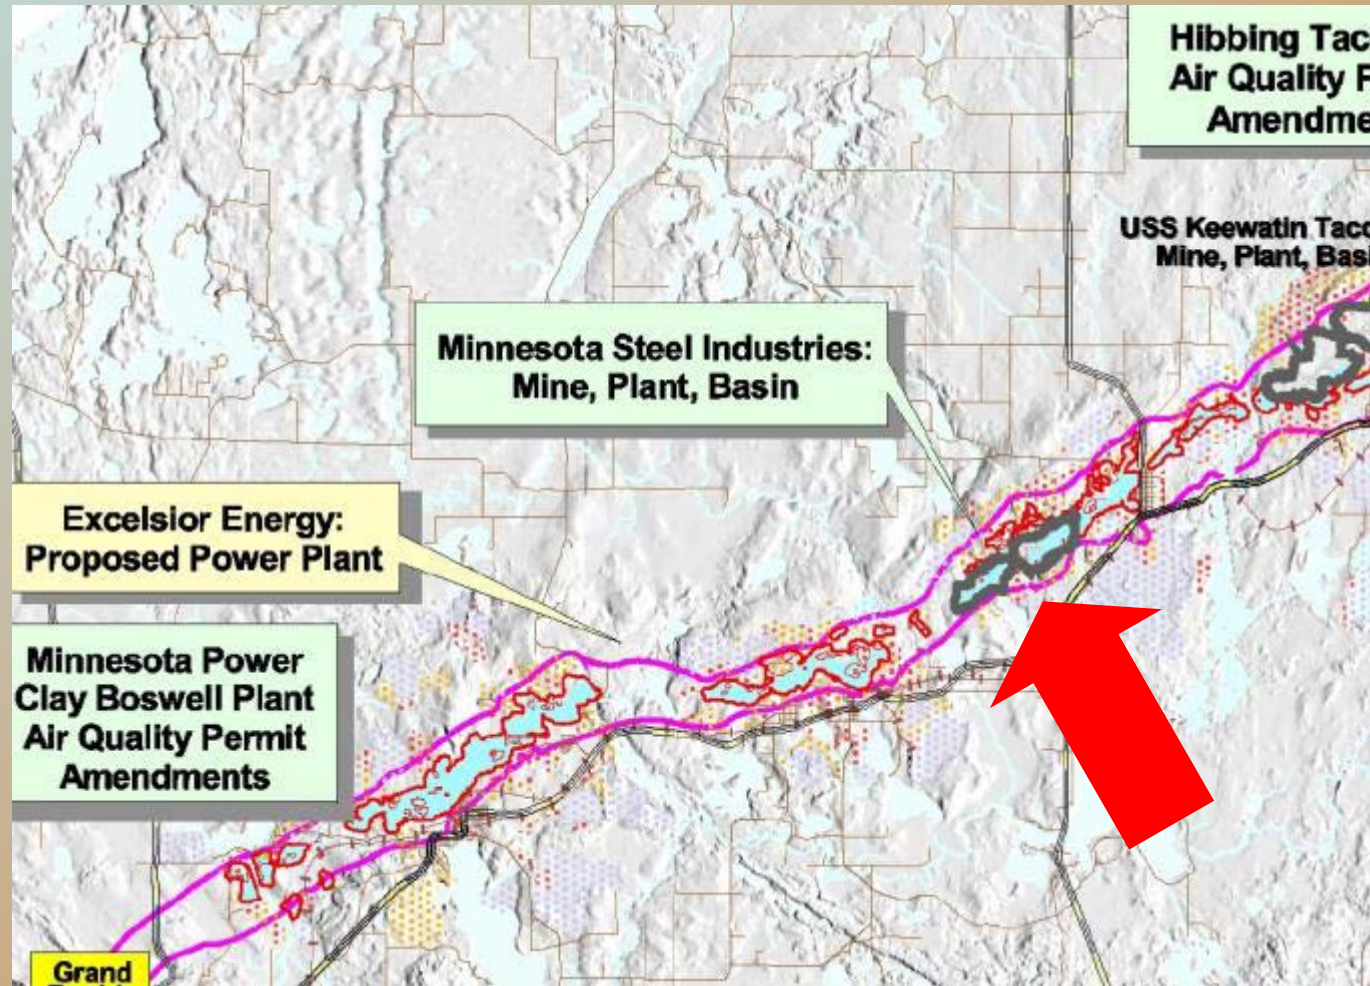 Hibbing Tac
Air Quality P
Amendme
USS Keewatin Taco
Mine, Plant, Basi
Minnesota Steel Industries:
Mine, Plant, Basin
Excelsior Energy:
Proposed Power Plant
Minnesota Power
Clay Boswell Plant
Air Quality Permit
Amendments
Grand